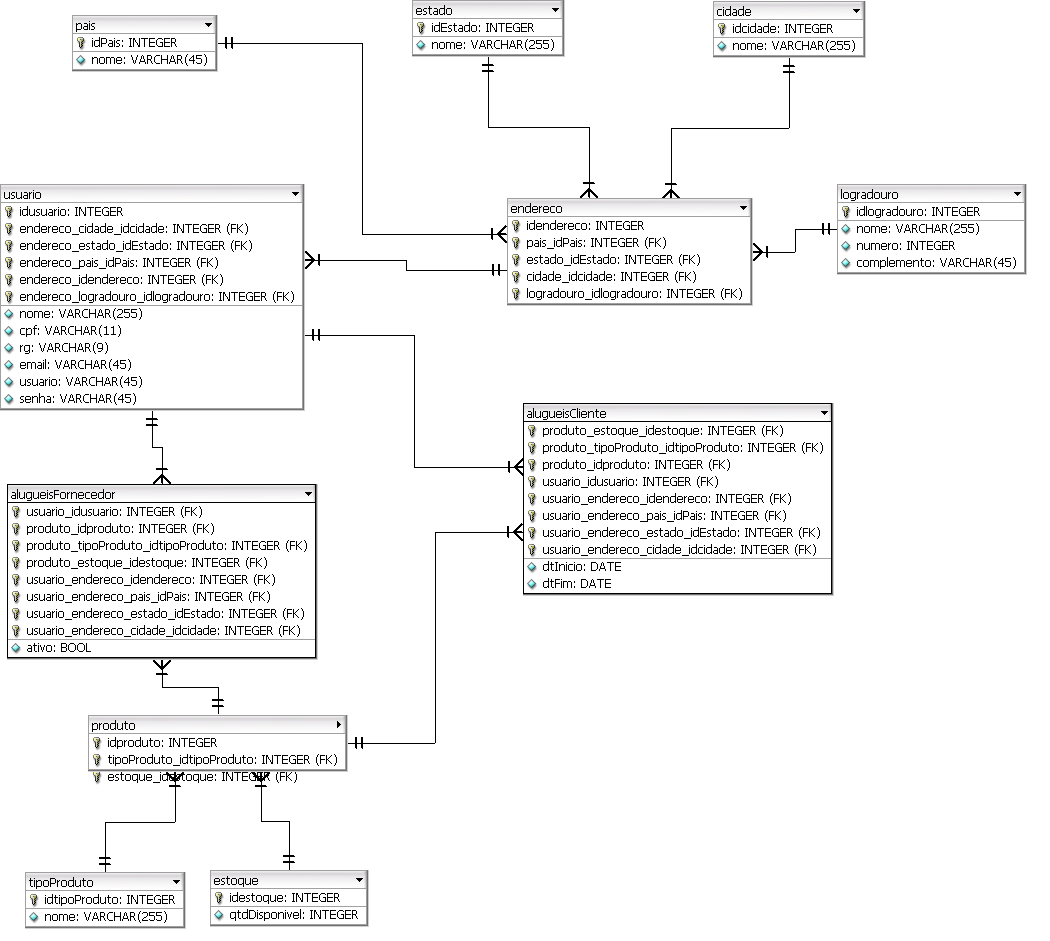 pais
idPais: INTEGER
nome: VARCHAR(45)
estado
idEstado: INTEGER
nome: VARCHAR(255)
cidade
idcidade: INTEGER
nome: VARCHAR(255)
usuario
idusuario: INTEGER
endereco_cidade_idcidade: INTEGER (FK)
endereco_estado_idEstado: INTEGER (FK)
endereco_pais_idPais: INTEGER (FK)
endereco_idendereco: INTEGER (FK)
endereco_logradouro_idlogradouro: INTEGER (FK)
nome: VARCHAR(255)
cpf: VARCHAR(11)
rg: VARCHAR(9)
email: VARCHAR(45)
usuario: VARCHAR(45)
senha: VARCHAR(45)
endereco
idendereco: INTEGER
pais_idPais: INTEGER (FK)
estado_idEstado: INTEGER (FK)
cidade_idcidade: INTEGER (FK)
logradouro_idlogradouro: INTEGER (FK)
logradouro
idlogradouro: INTEGER
nome: VARCHAR(255)
numero: INTEGER
complemento: VARCHAR(45)
alugueisCliente
produto_estoque_idestoque: INTEGER (FK)
produto_tipoProduto_idtipoProduto: INTEGER (FK)
produto_idproduto: INTEGER (FK)
usuario_idusuario: INTEGER (FK)
usuario_endereco_idendereco: INTEGER (FK)
usuario_endereco_pais_idPais: INTEGER (FK)
usuario_endereco_estado_idEstado: INTEGER (FK)
usuario_endereco_cidade_idcidade: INTEGER (FK)
dtInicio: DATE
dtFim: DATE
alugueisFornecedor
usuario_idusuario: INTEGER (FK)
produto_idproduto: INTEGER (FK)
produto_tipoProduto_idtipoProduto: INTEGER (FK)
produto_estoque_idestoque: INTEGER (FK)
usuario_endereco_idendereco: INTEGER (FK)
usuario_endereco_pais_idPais: INTEGER (FK)
usuario_endereco_estado_idEstado: INTEGER (FK)
usuario_endereco_cidade_idcidade: INTEGER (FK)
ativo: BOOL
produto
idproduto: INTEGER
tipoProduto_idtipoProduto: INTEGER (FK)
estoque_idestoque: INTEGER (FK)
tipoProduto
idtipoProduto: INTEGER
nome: VARCHAR(255)
estoque
idestoque: INTEGER
qtdDisponivel: INTEGER